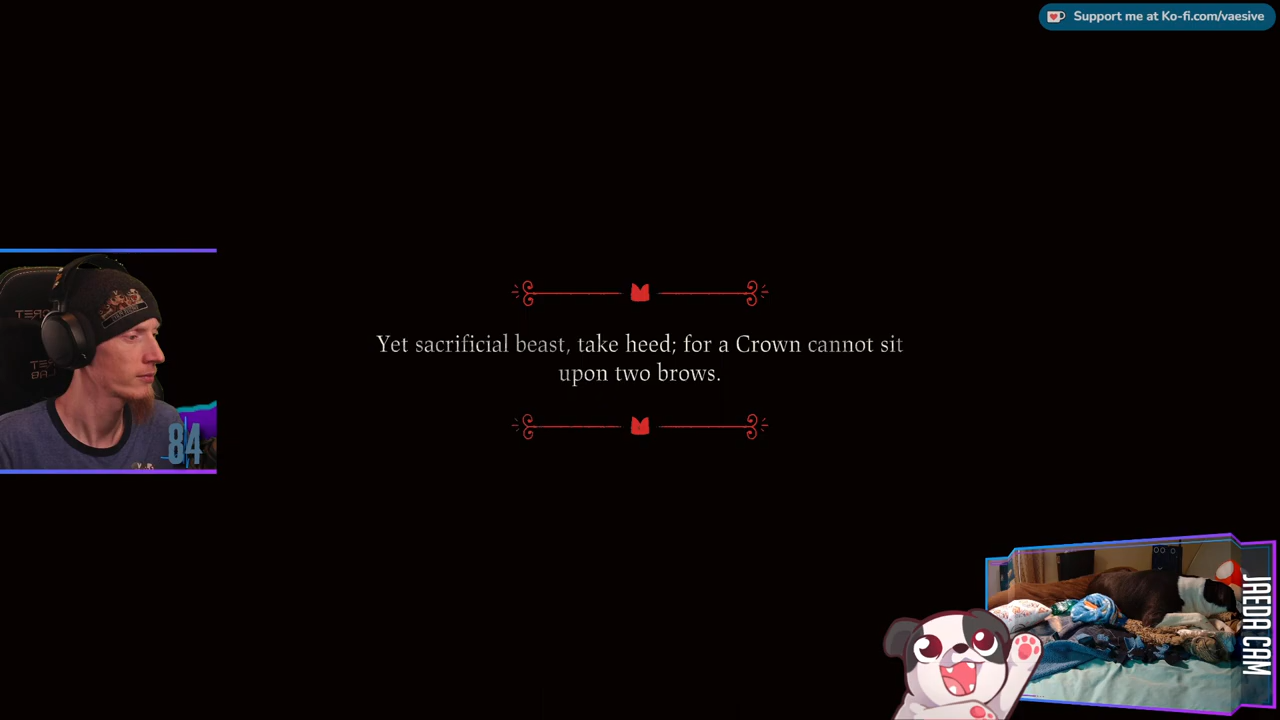 Support me at Ko-fi.com/vaesive
Yet sacrificial beast, take heed; for a Crown cannot sit
upon two brows.
84
JAEDA CAM